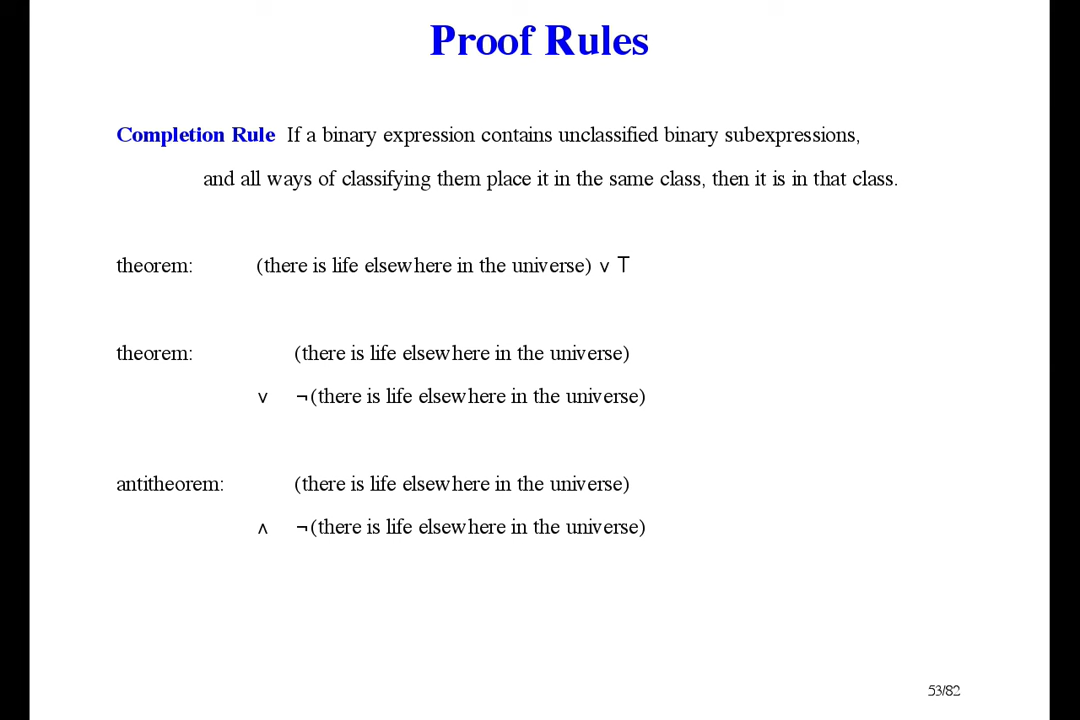 Proof Rules
Completion Rule If a binary expression contains unclassified binary subexpressions,
and all ways of classifying them place it in the same class, then it is in that class.
theorem: (there is life elsewhere in the universe) ∨ ⊤
theorem: (there is life elsewhere in the universe)
∨ ¬(there is life elsewhere in the universe)
antitheorem: (there is life elsewhere in the universe)
∧ ¬(there is life elsewhere in the universe)
53/82